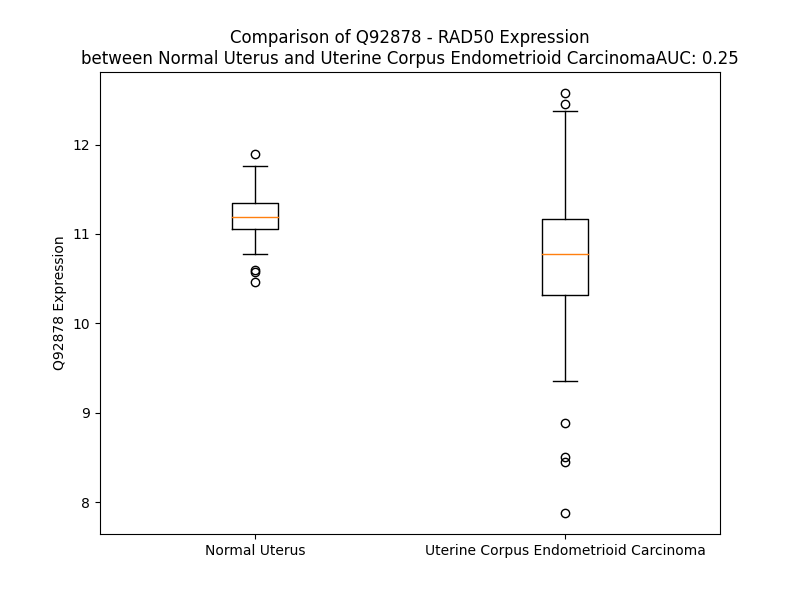 Comparison of Q92878 - RAD50 Expression
between Normal Uterus and Uterine Corpus Endometrioid CarcinomaAUC: 0.25
12
11
10
9
8
Q92878 Expression
Normal Uterus
Uterine Corpus Endometrioid Carcinoma